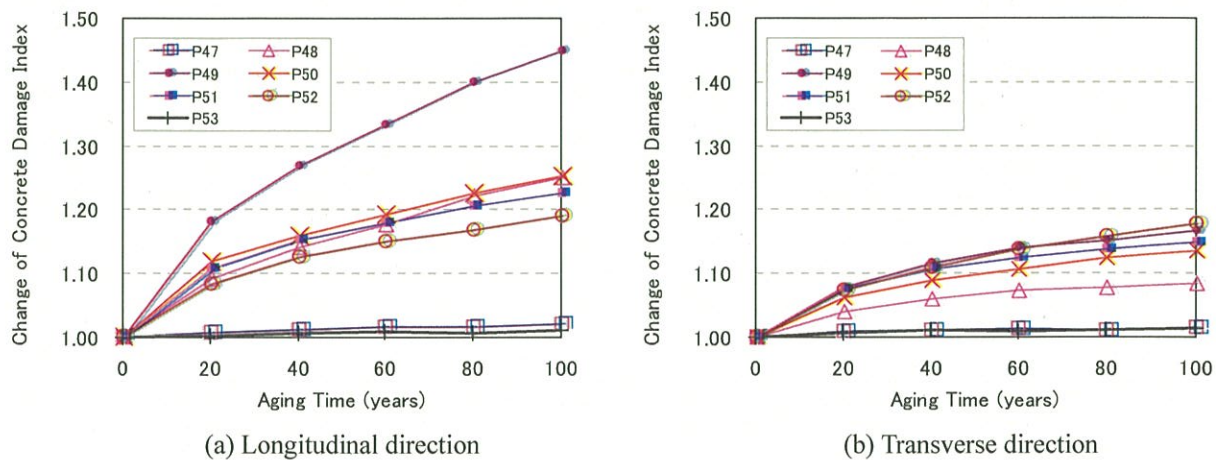 Change of Concrete Damage Index
1.50
1.40
1.30
1.20
1.10
1.00
P47 P48
P49 P50
P51 P52
P53
0 20 40 60 80 100
Aging Time (years)
(a) Longitudinal direction
Change of Concrete Damage Index
1.50
1.40
1.30
1.20
1.10
1.00
P47 P48
P49 P50
P51 P52
P53
0 20 40 60 80 100
Aging Time (years)
(b) Transverse direction